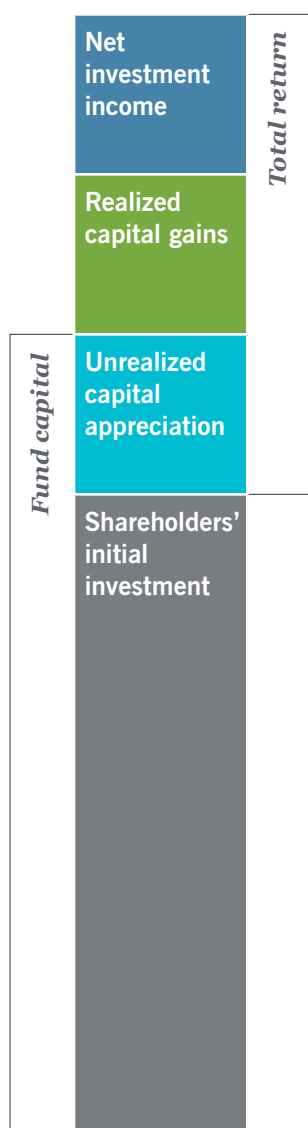 Net
investment
income
Total return
Realized
capital gains
Fund capital
Unrealized
capital
appreciation
Shareholders’
initial
investment